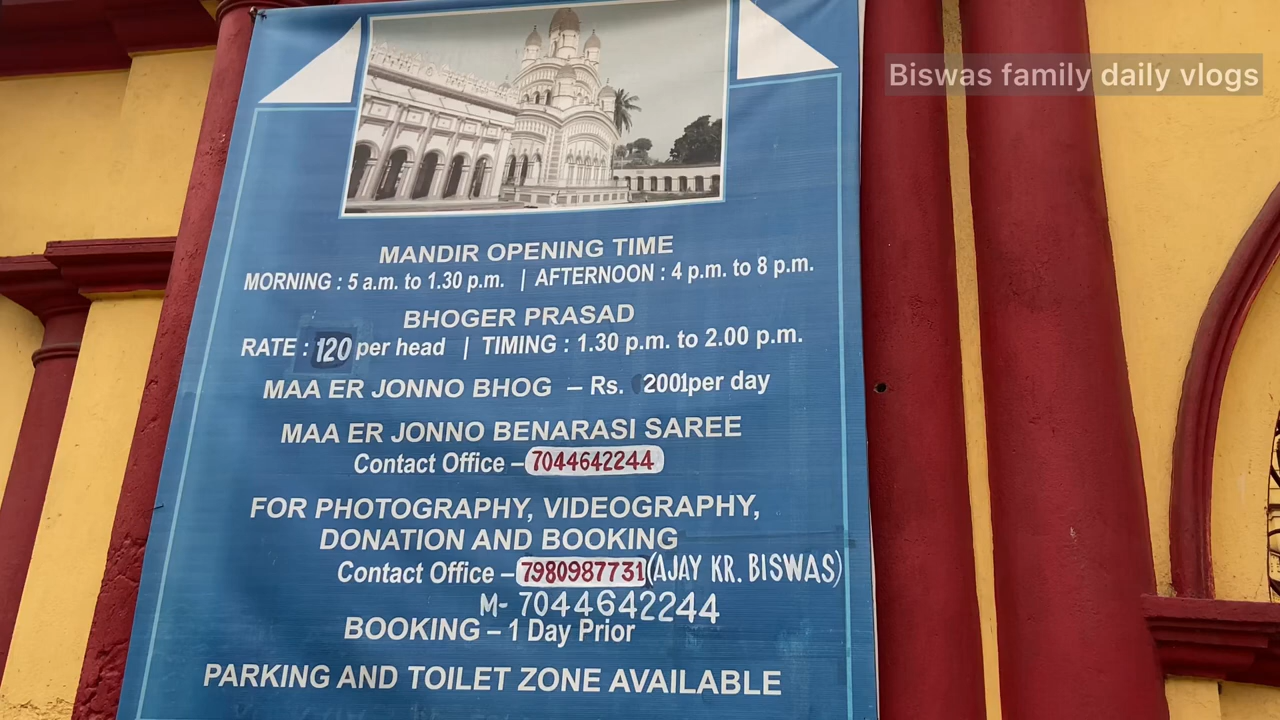 Biswas family daily vlogs
MANDIR OPENING TIME
MORNING : 5 a.m. to 1.30 p.m. | AFTERNOON : 4 p.m. to 8 p.m.
BHOGER PRASAD
RATE : 120 per head | TIMING : 1.30 p.m. to 2.00 p.m.
MAA ER JONNO BHOG – Rs. 2001per day
MAA ER JONNO BENARASI SAREE
Contact Office – 7044642244
FOR PHOTOGRAPHY, VIDEOGRAPHY,
DONATION AND BOOKING
Contact Office – 7980987731 (AJAY KR. BISWAS)
M- 7044642244
BOOKING – 1 Day Prior
PARKING AND TOILET ZONE AVAILABLE